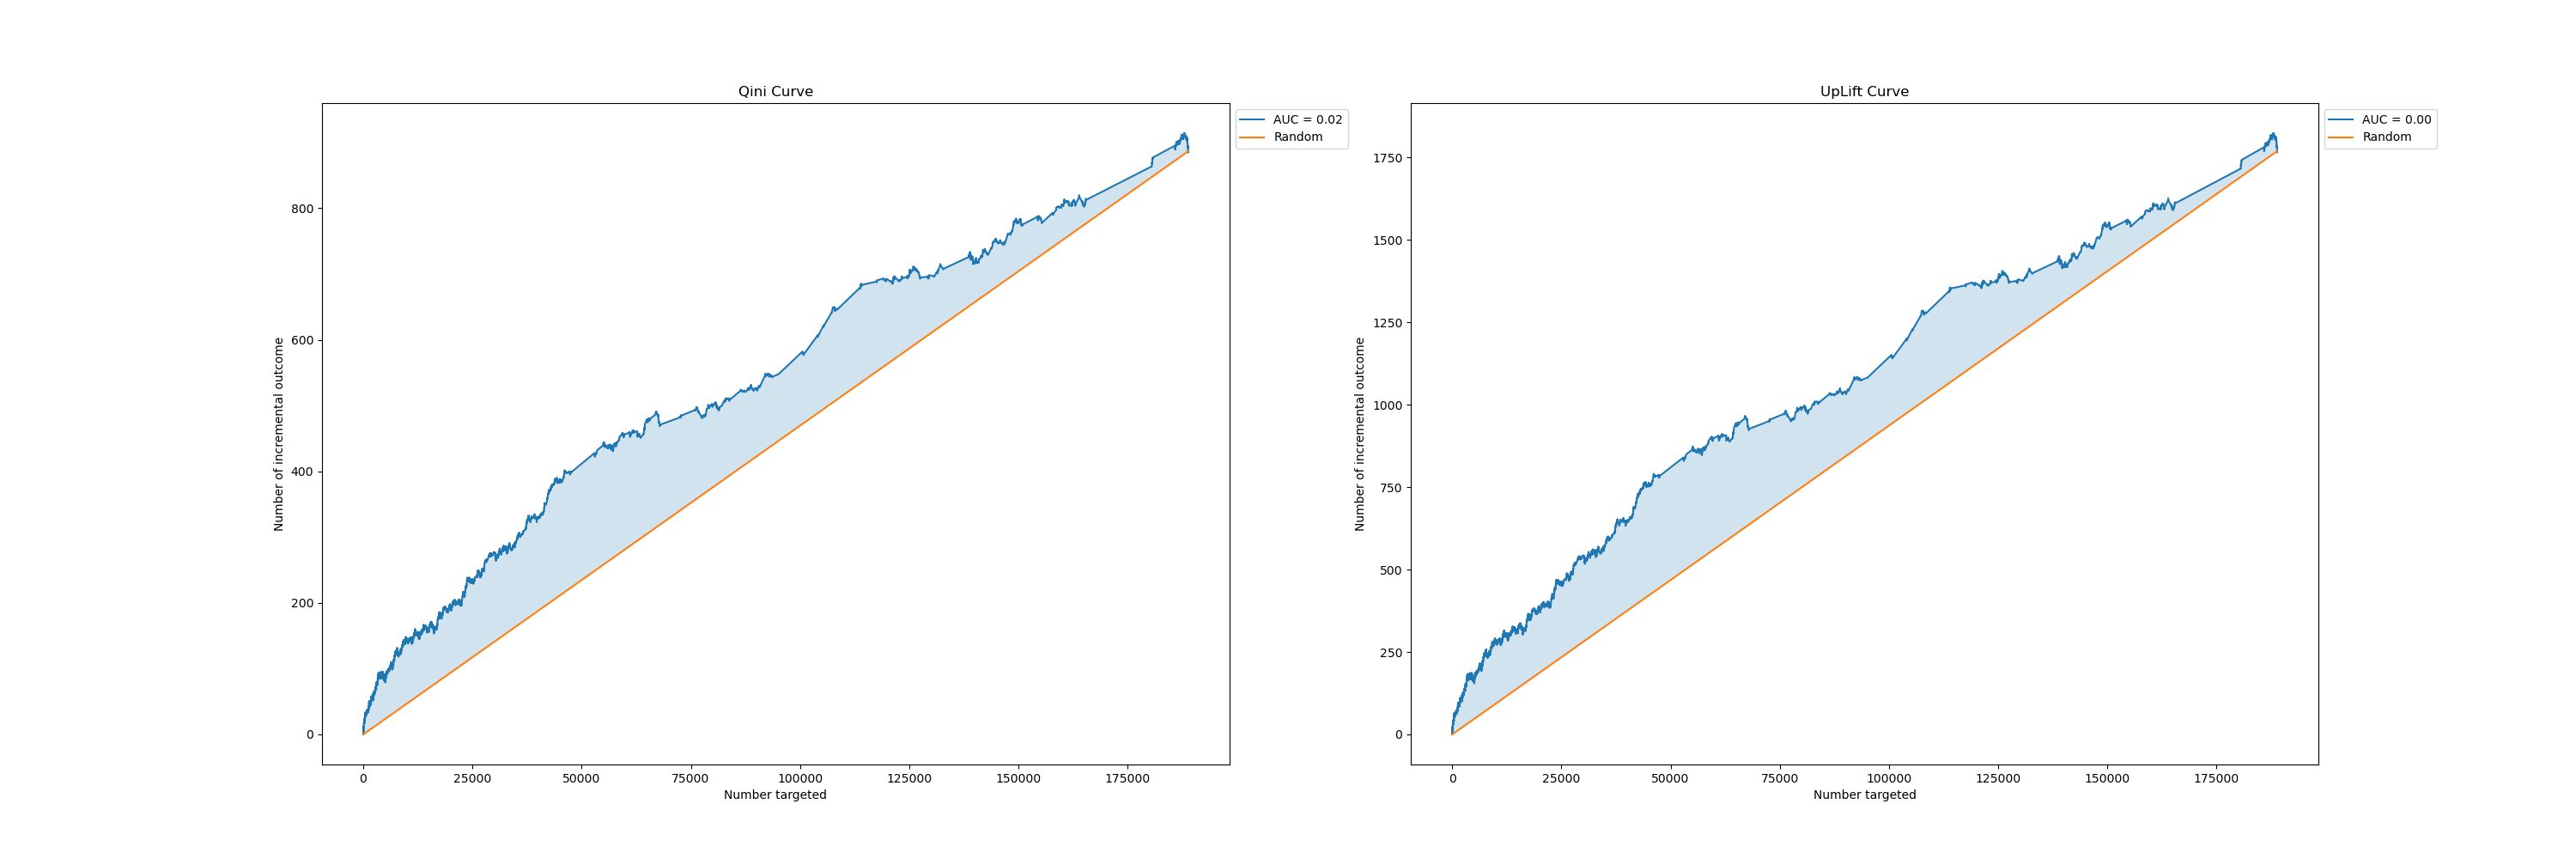 Qini Curve
AUC = 0.02
Random
Number of incremental outcome
800
600
400
200
0
0 25000 50000 75000 100000 125000 150000 175000
Number targeted
UpLift Curve
AUC = 0.00
Random
Number of incremental outcome
1750
1500
1250
1000
750
500
250
0
0 25000 50000 75000 100000 125000 150000 175000
Number targeted